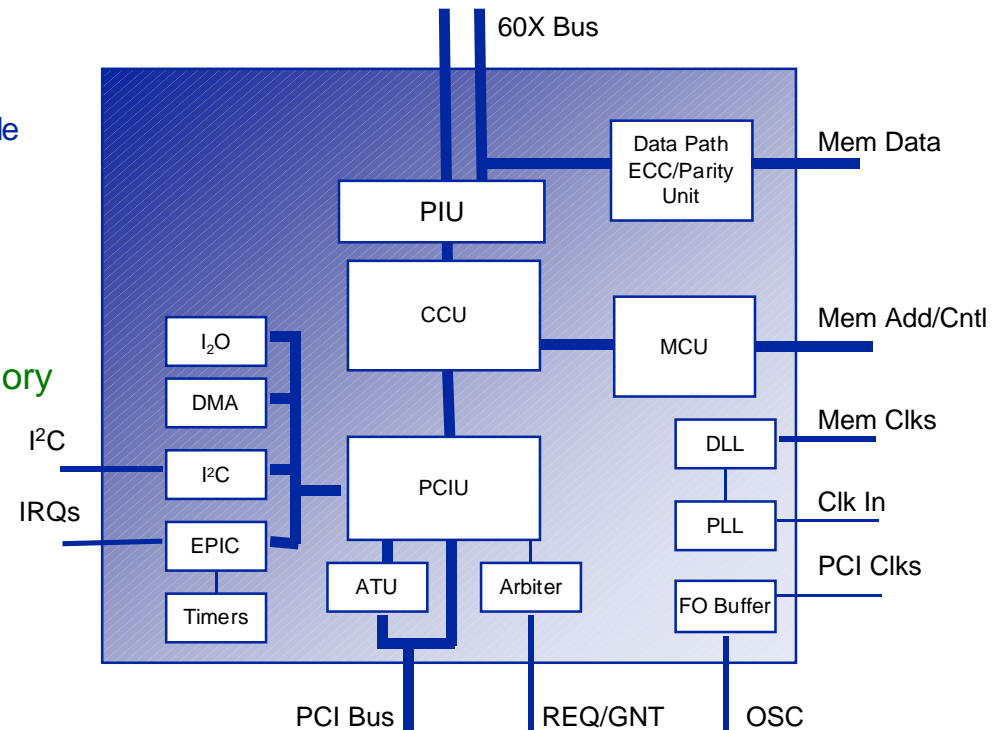 60X Bus
Data Path
ECC/Parity
Unit
Mem Data
PIU
CCU
MCU
Mem Add/Cntl
I₂O
DMA
ory
I²C
I²C
IRQs
EPIC
Timers
PCIU
ATU
Arbiter
DLL
Mem Clks
PLL
Clk In
PCI Clks
FO Buffer
PCI Bus
REQ/GNT
OSC